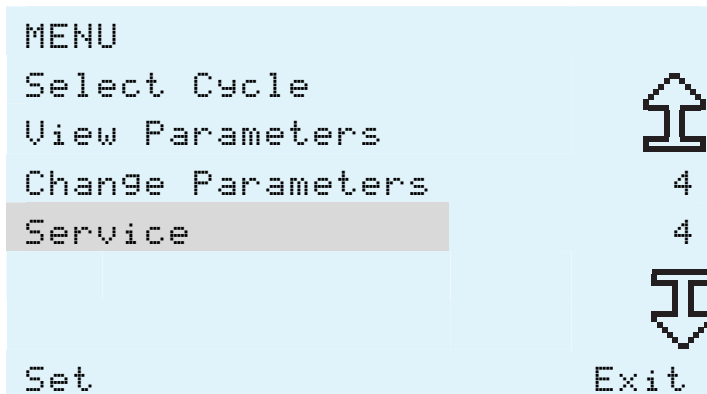 MENU
Select Cycle
View Parameters
Change Parameters 4
Service 4
Set Exit